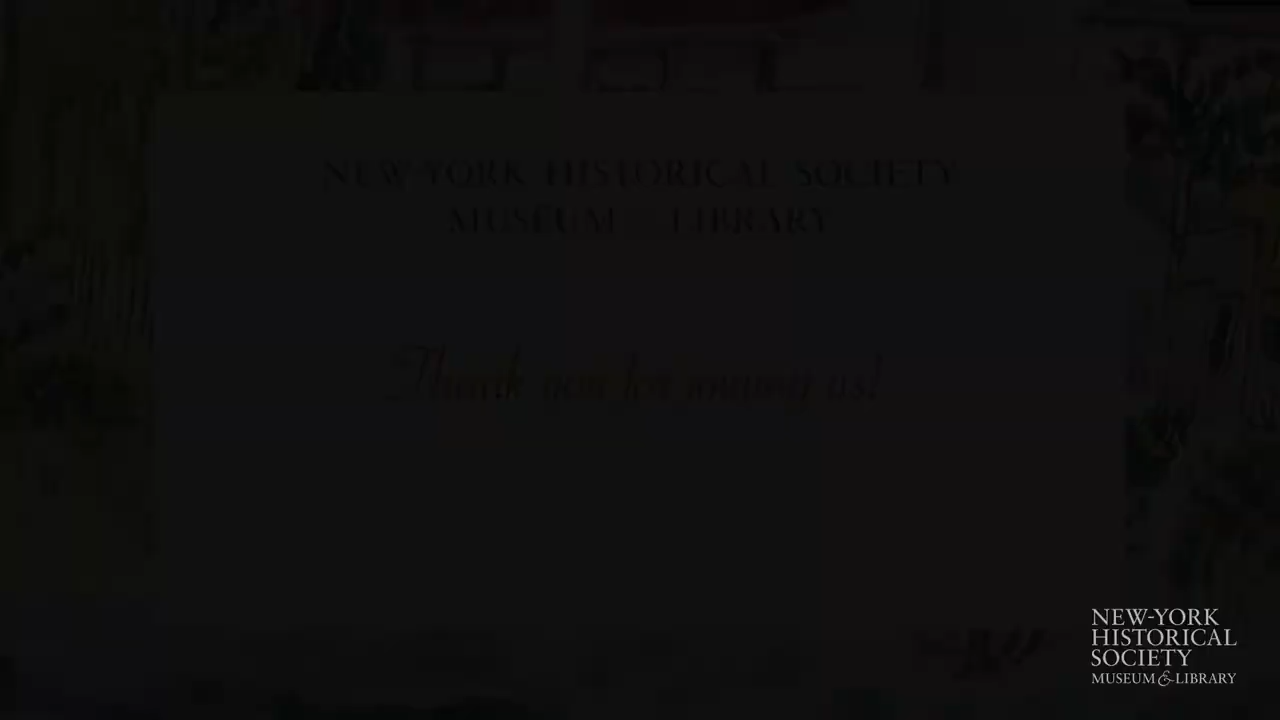 NEW-YORK HISTORICAL SOCIETY
MUSEUM & LIBRARY
Thank you for joining us!
NEW-YORK
HISTORICAL
SOCIETY
MUSEUM & LIBRARY